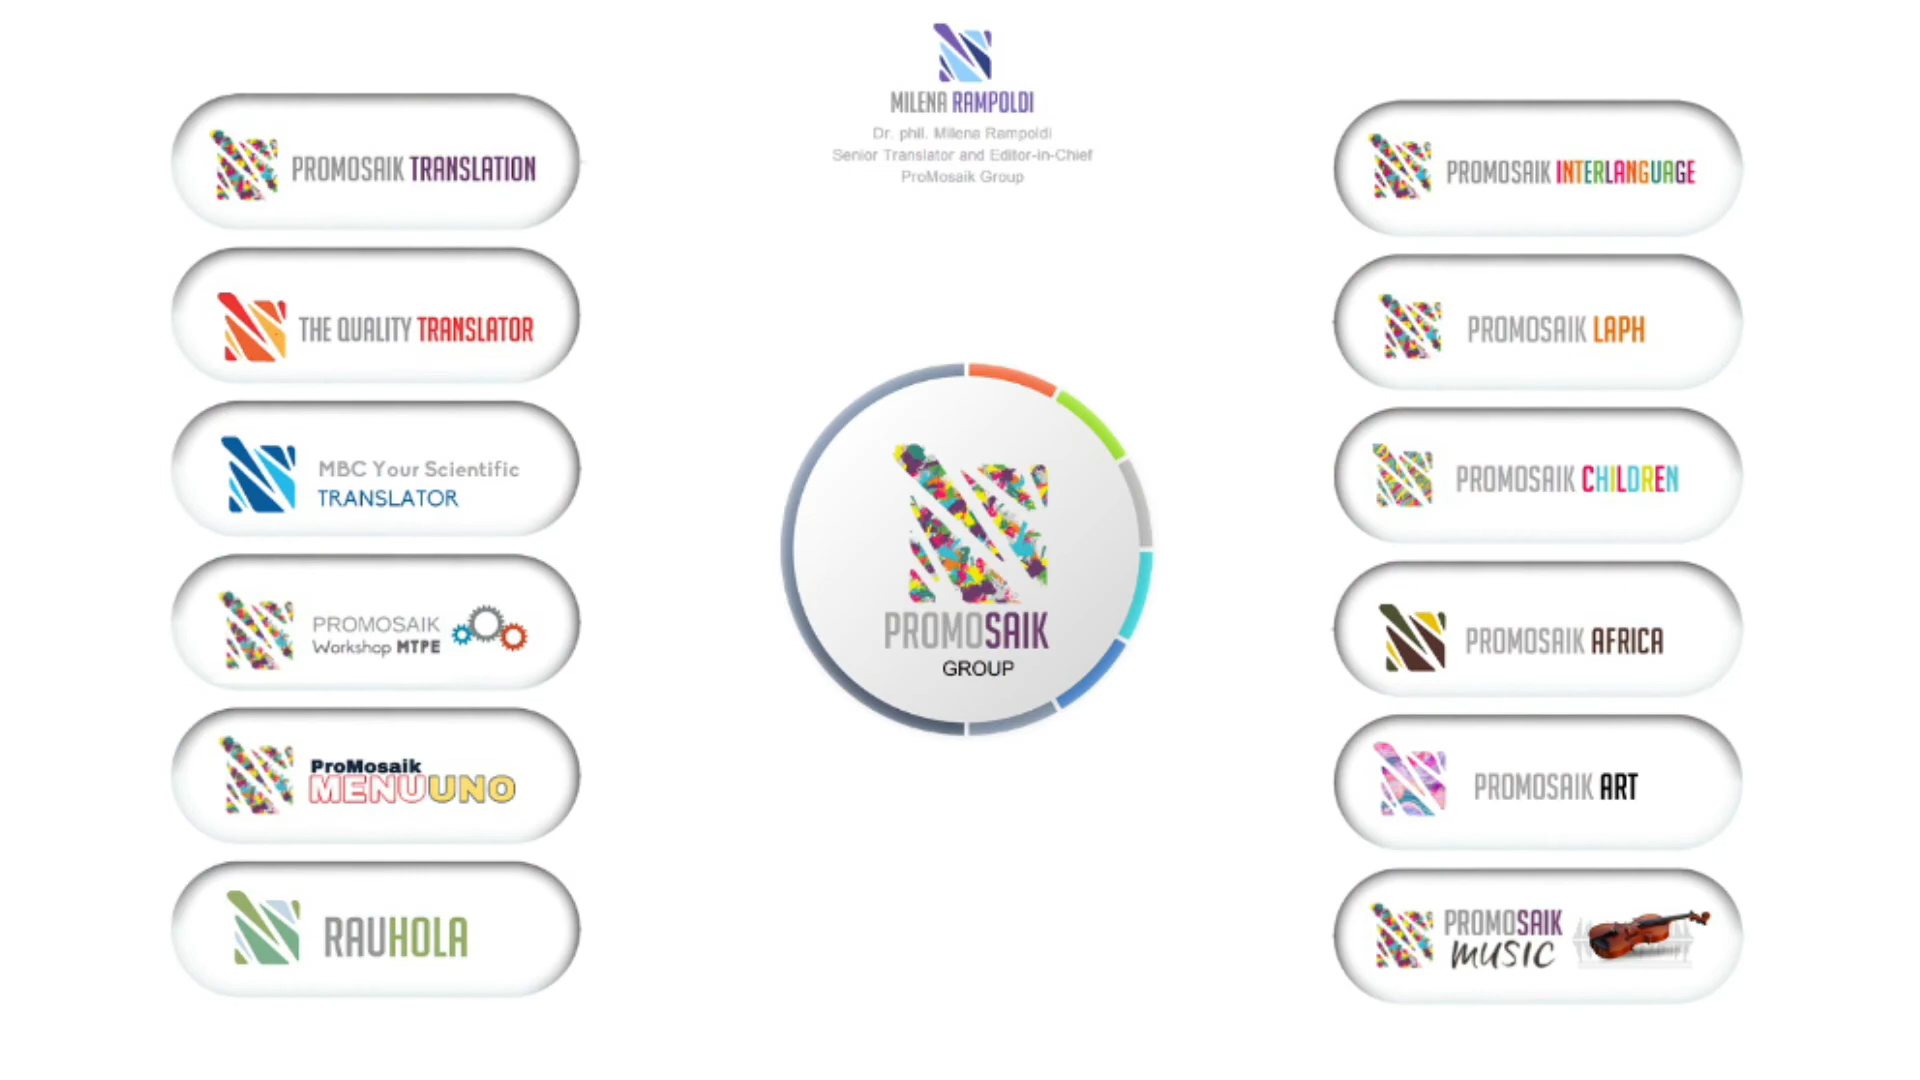 MILENA RAMPOLDI
Dr. phil. Milena Rampoldi
Senior Translator and Editor-in-Chief
ProMosaik Group
PROMOSAIK TRANSLATION
THE QUALITY TRANSLATOR
MBC Your Scientific
TRANSLATOR
PROMOSAIK
Workshop MTPE
ProMosaik
MENUUNO
RAUHOLA
PROMOSAIK
GROUP
PROMOSAIK INTERLANGUAGE
PROMOSAIK LAPH
PROMOSAIK CHILDREN
PROMOSAIK AFRICA
PROMOSAIK ART
PROMOSAIK
MUSIC